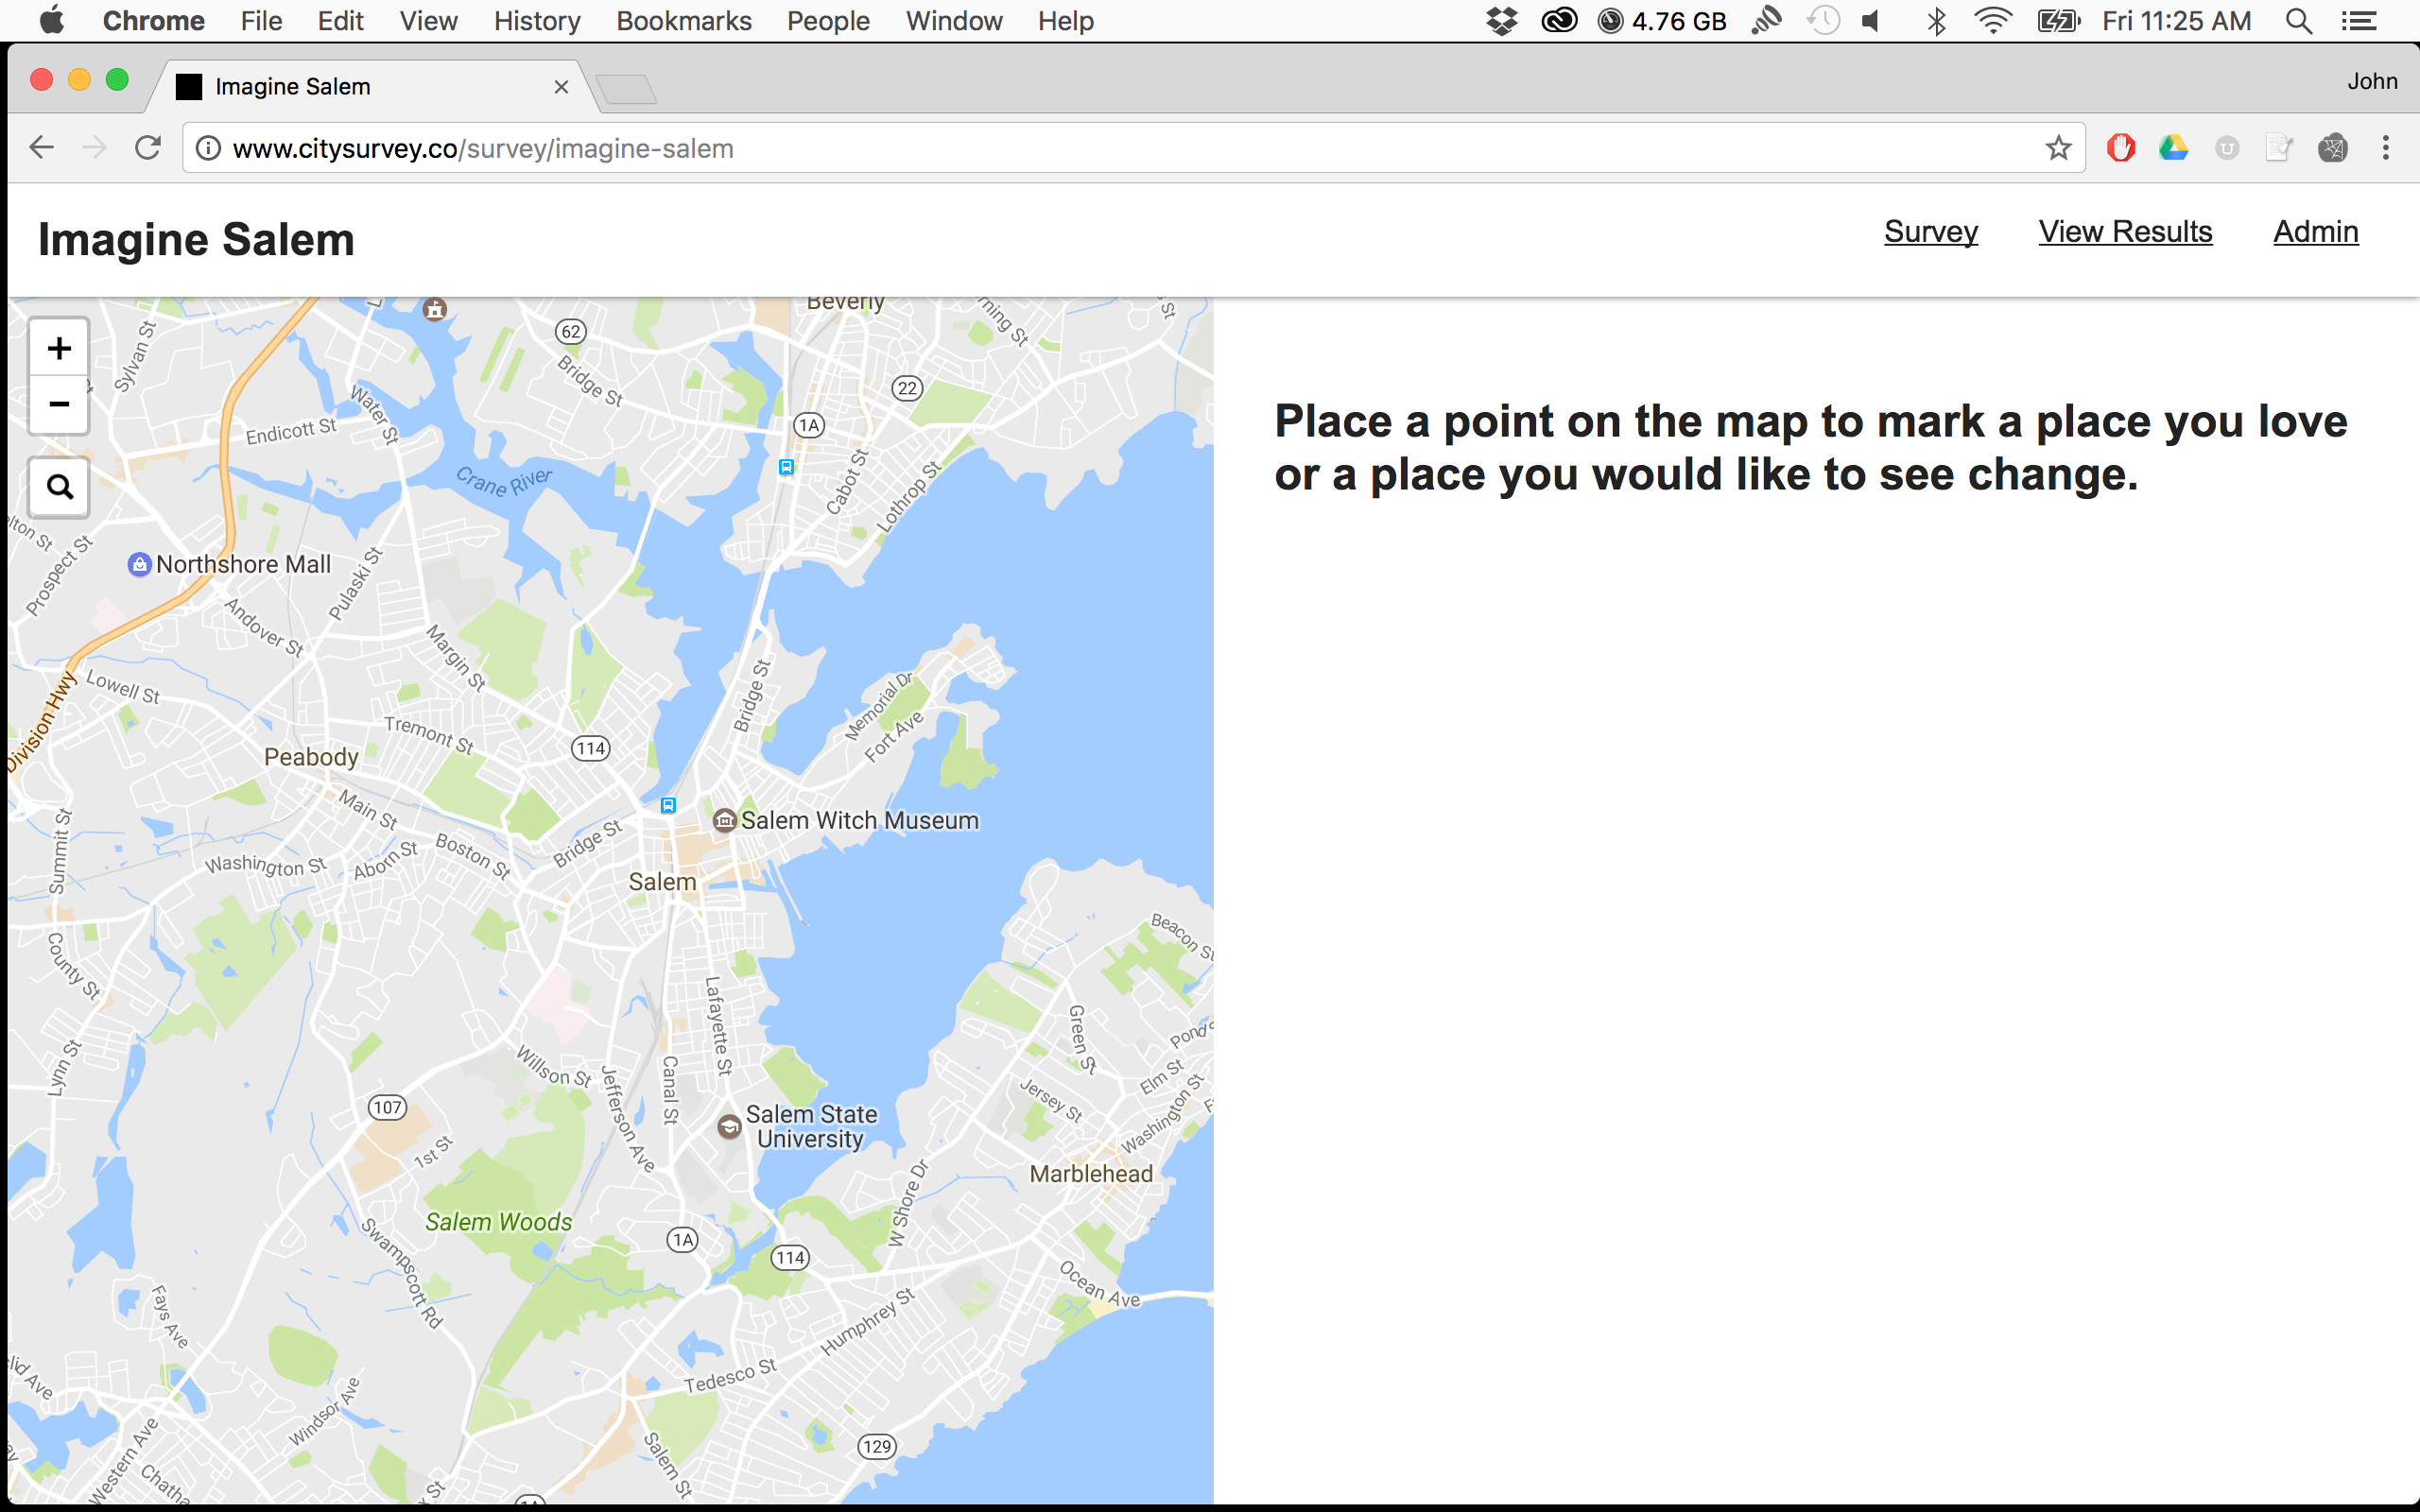 Chrome File Edit View History Bookmarks People Window Help 4.76 GB Fri 11:25 AM
Imagine Salem John
www.citysurvey.co/survey/imagine-salem
Imagine Salem Survey View Results Admin
Place a point on the map to mark a place you love
or a place you would like to see change.
+
−
Beverly
62
Sylvan St
Bridge St
22
Water St
1A
Endicott St
Crane River
Cabot St
Lothrop St
Prospect St
Northshore Mall
Pulaski St
Andover St
Margin St
Lowell St
Bridge St
Memorial Dr
Fort Ave
Division Hwy
Tremont St
114
Peabody
Main St
Salem Witch Museum
Summit St
Washington St
Aborn St
Boston St
Bridge St
Salem
County St
Beacon St
Lafayette St
Green St
Lynn St
Willson St
Jefferson Ave
Canal St
Jersey St
Elm St
Washington St
107
1st St
Salem State
University
Marblehead
W Shore Dr
Salem Woods
Swampscott Rd
1A
114
Ocean Ave
Fays Ave
Humphrey St
Tedesco St
Windsor Ave
Western Ave
Salem St
129